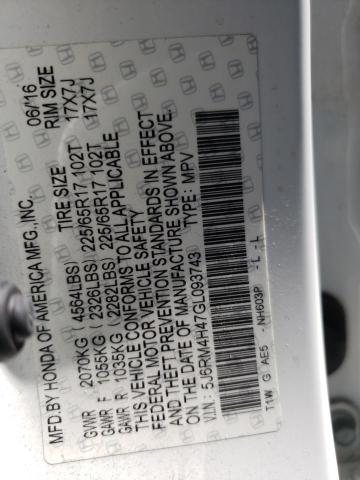 MFD.BY HONDA OF AMERICA MFG., INC. 06/16
TIRE SIZE RIM SIZE
GVWR 2070KG (4564LBS)
GAWR F 1055KG (2326LBS) 225/65R17 102T 17X7J
GAWR R 1035KG (2282LBS) 225/65R17 102T 17X7J
THIS VEHICLE CONFORMS TO ALL APPLICABLE
FEDERAL MOTOR VEHICLE SAFETY
AND THEFT PREVENTION STANDARDS IN EFFECT
ON THE DATE OF MANUFACTURE SHOWN ABOVE.
V.I.N.: 5J6RM4H47GL093743 TYPE: MPV
T1W G AE5 -NH603P -L -L